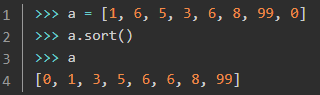 1 >>> a = [1, 6, 5, 3, 6, 8, 99, 0]
2 >>> a.sort()
3 >>> a
4 [0, 1, 3, 5, 6, 6, 8, 99]